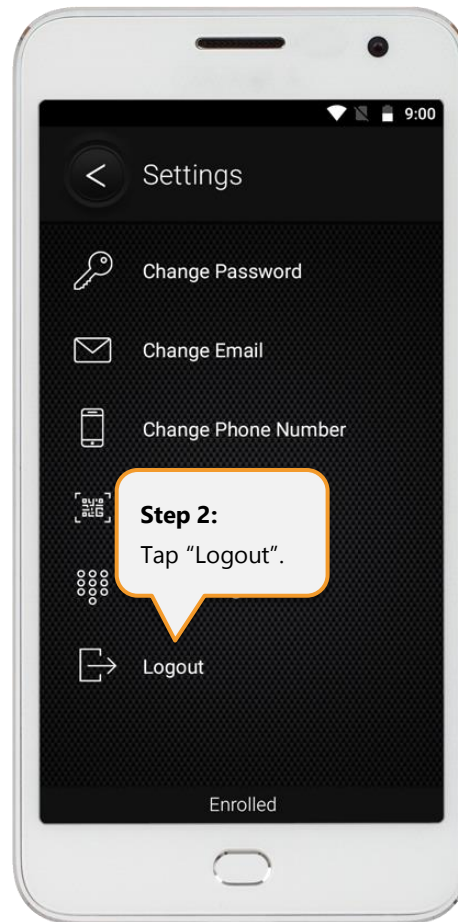 9:00
Settings
Change Password
Change Email
Change Phone Number
Step 2:
Tap “Logout”.
Logout
Enrolled